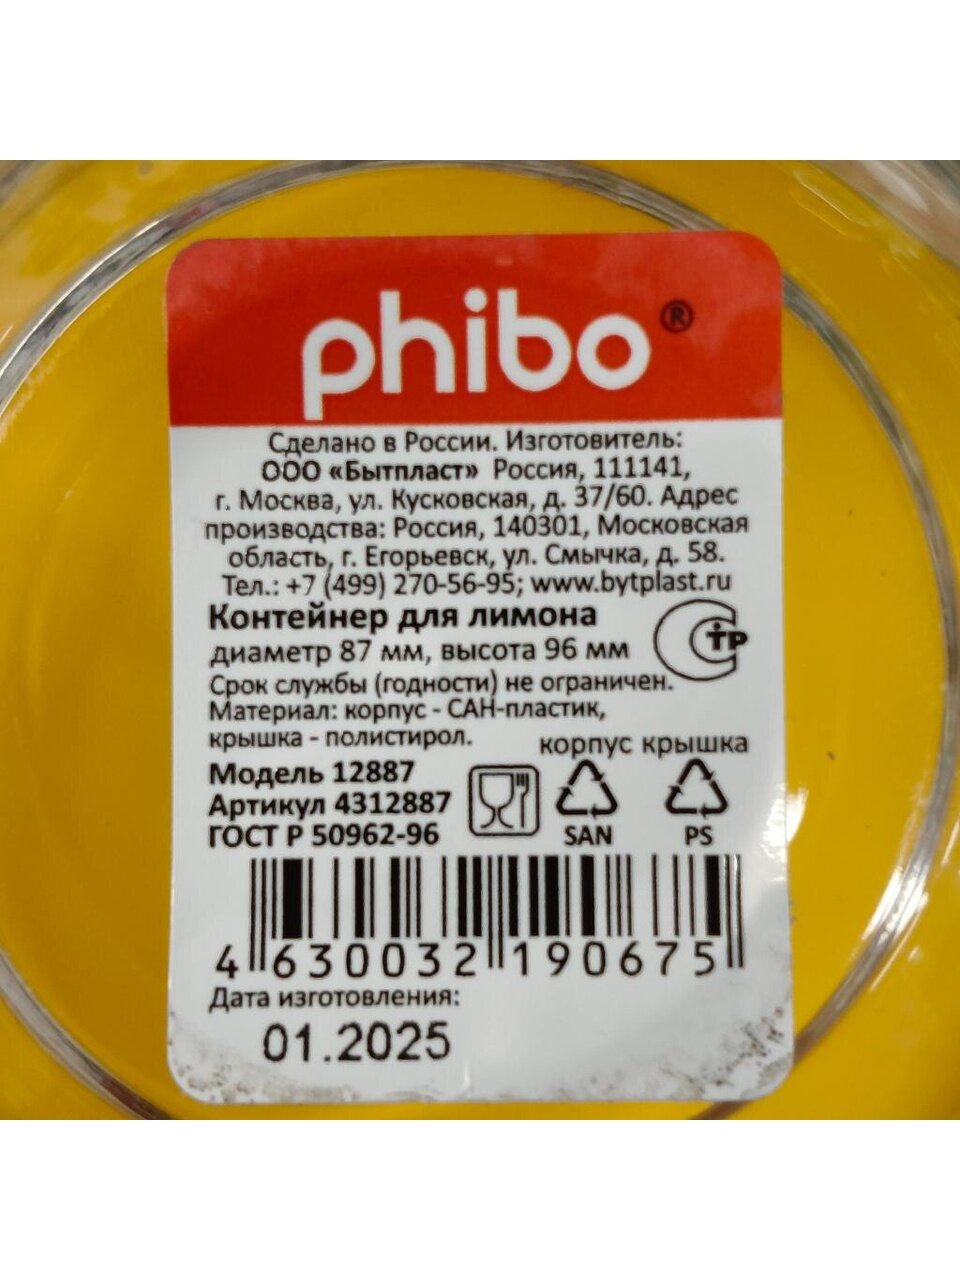 phibo®
Сделано в России. Изготовитель:
ООО «Бытпласт» Россия, 111141,
г. Москва, ул. Кусковская, д. 37/60. Адрес
производства: Россия, 140301, Московская
область, г. Егорьевск, ул. Смычка, д. 58.
Тел.: +7 (499) 270-56-95; www.bytplast.ru
Контейнер для лимона
диаметр 87 мм, высота 96 мм
СТР
Срок службы (годности) не ограничен.
Материал: корпус - САН-пластик,
крышка - полистирол.
корпус крышка
Модель 12887
Артикул 4312887
ГОСТ Р 50962-96
SAN PS
4 630032 190675
Дата изготовления:
01.2025